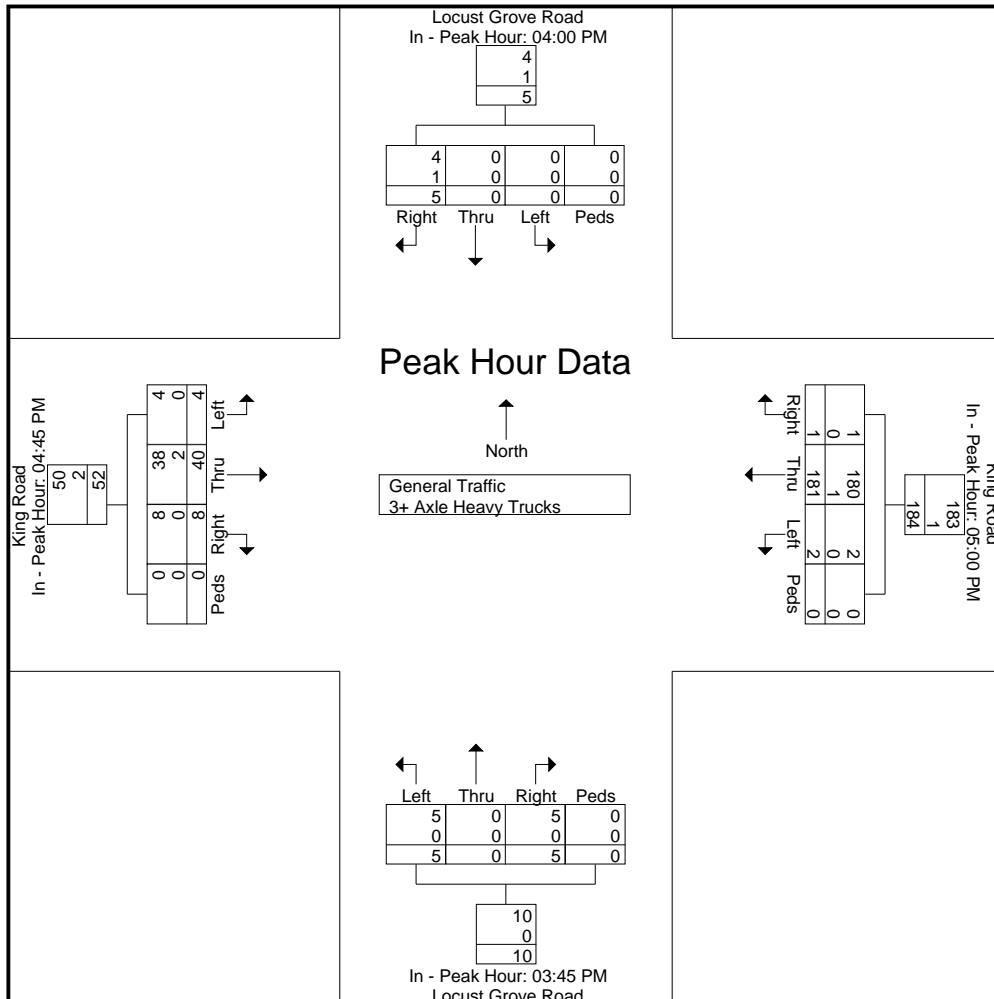 Locust Grove Road
In - Peak Hour: 04:00 PM
4
1
5
4 0 0 0
1 0 0 0
5 0 0 0
Right Thru Left Peds
Peak Hour Data
North
General Traffic
3+ Axle Heavy Trucks
King Road
In - Peak Hour: 04:45 PM
50
2
52
4 38 8 0
0 2 0 0
4 40 8 0
Left Thru Right Peds
King Road
In - Peak Hour: 05:00 PM
183
1
184
1 180 2 0
0 1 0 0
1 181 2 0
Right Thru Left Peds
Left Thru Right Peds
5 0 5 0
0 0 0 0
5 0 5 0
10
0
10
In - Peak Hour: 03:45 PM
Locust Grove Road